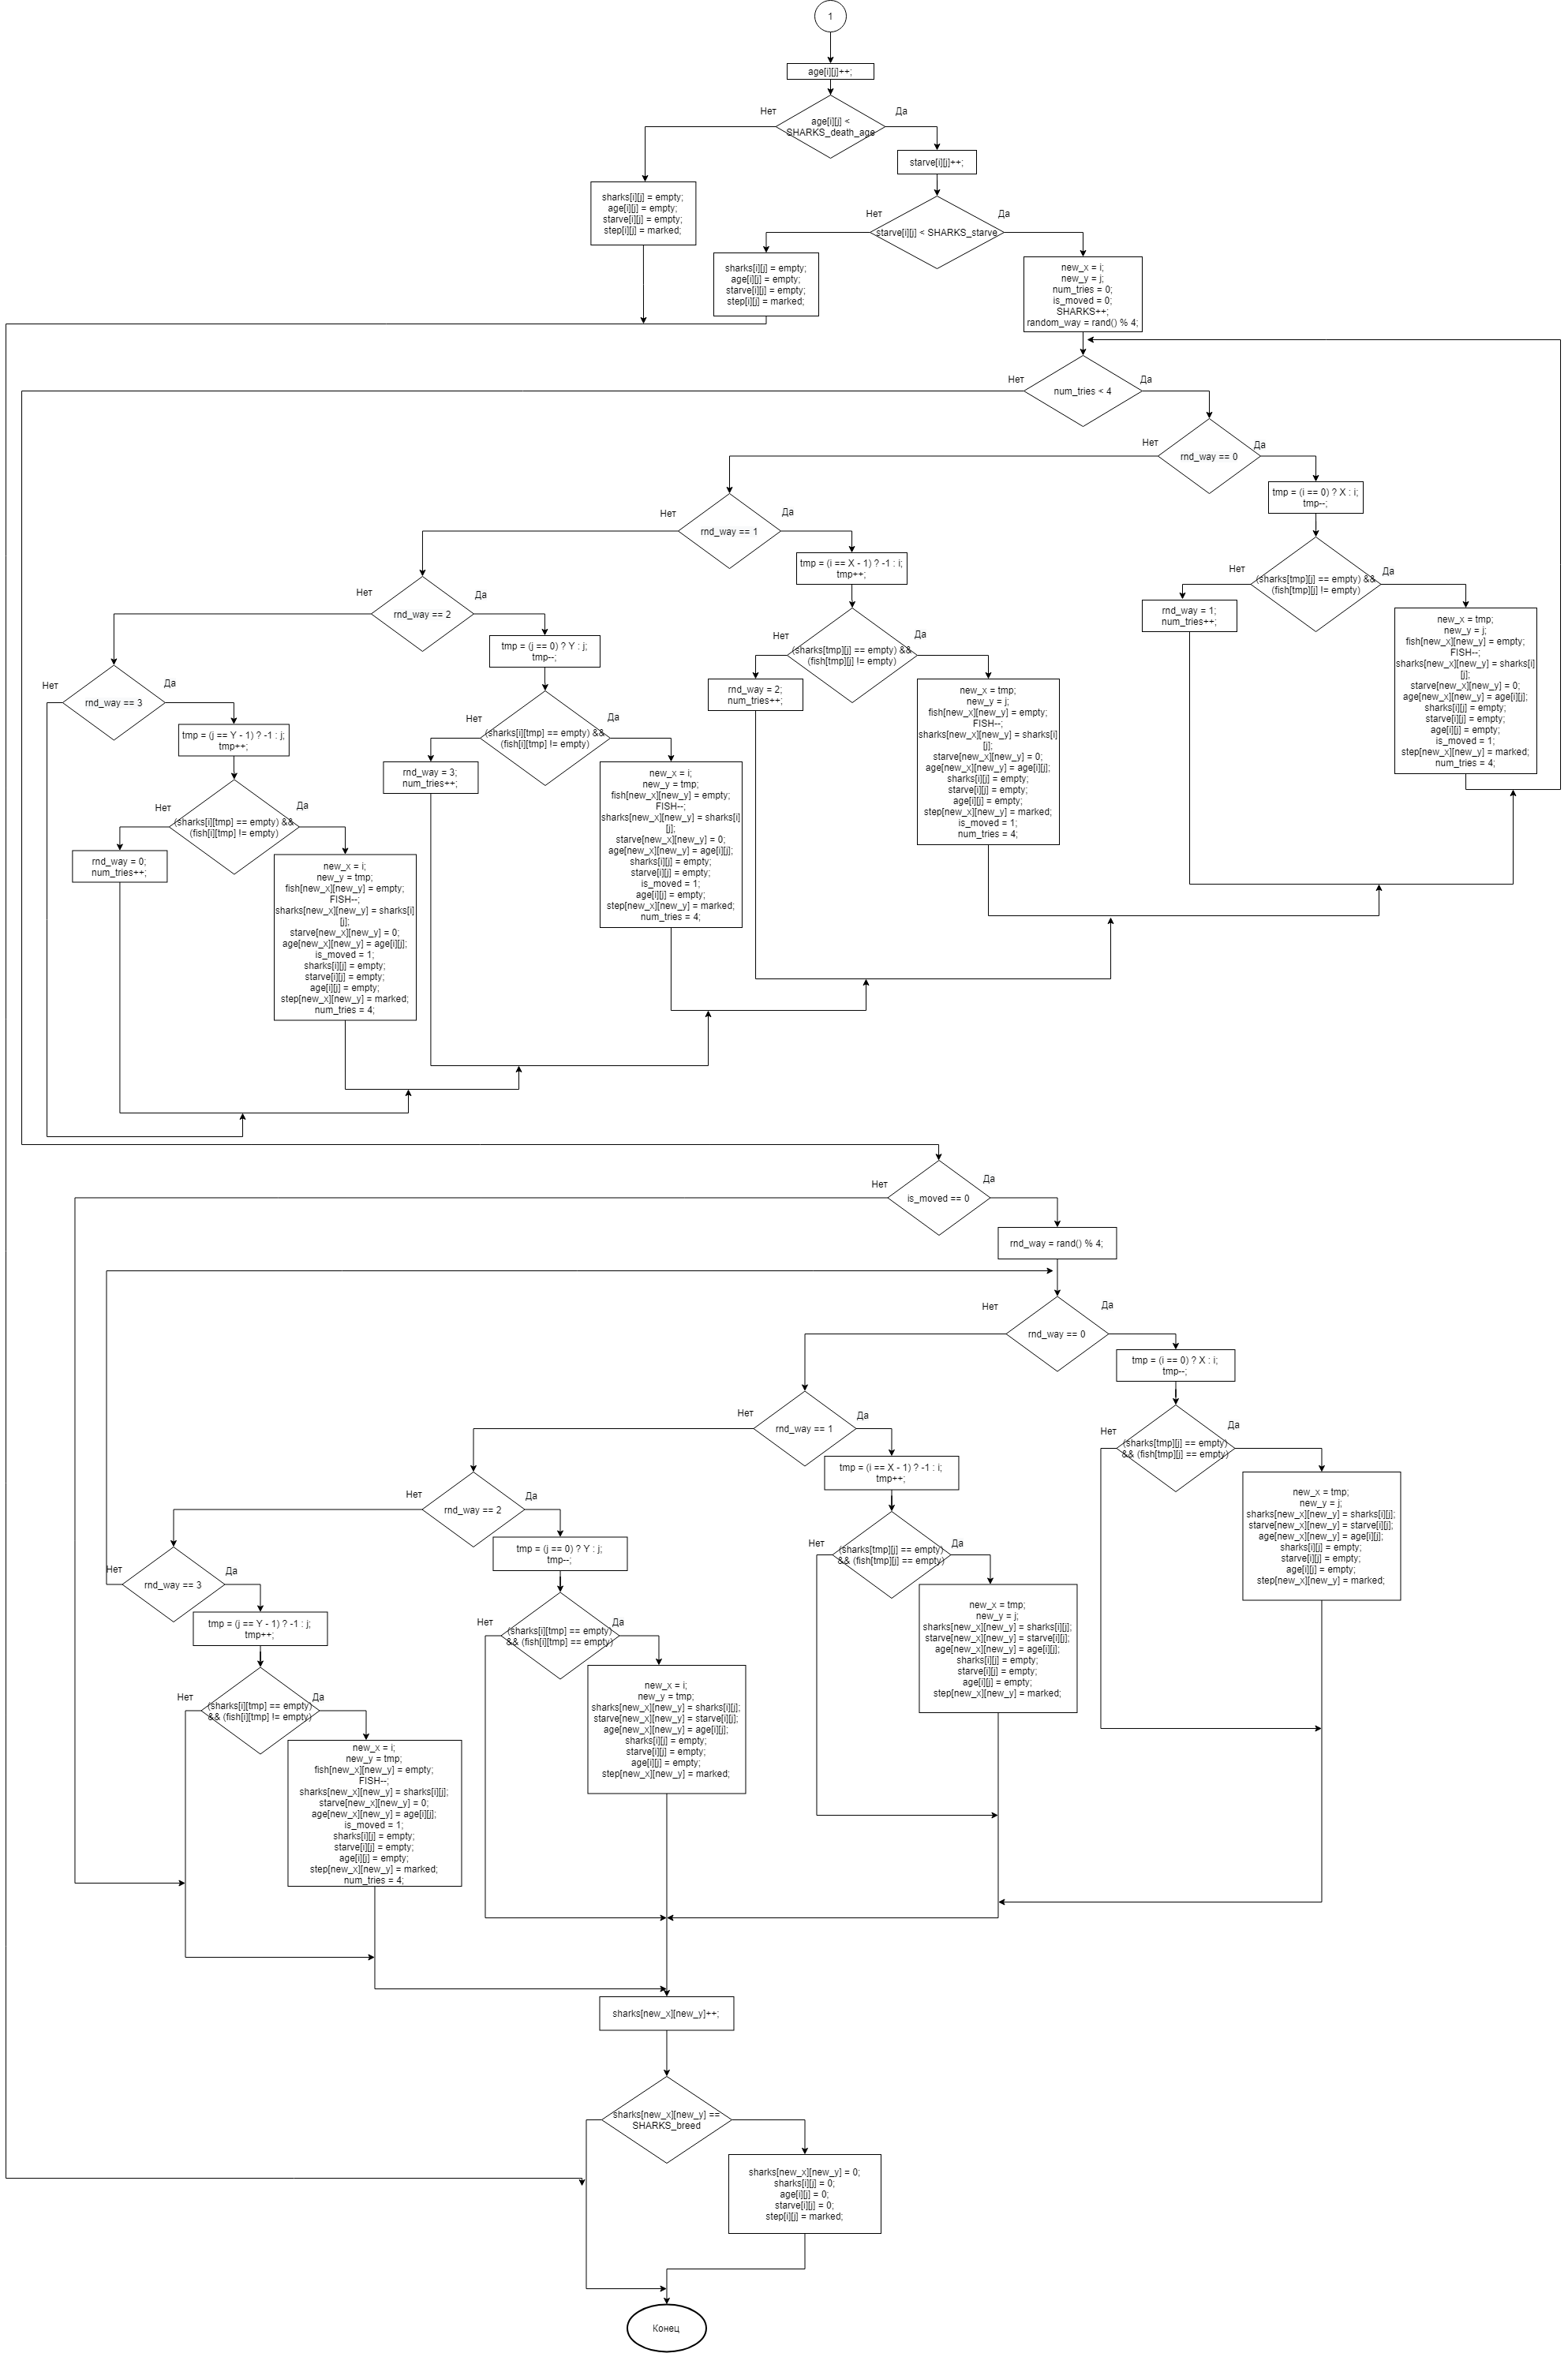 1
age[i][j]++;
Нет
Да
age[i][j] <
SHARKS_death_age
starve[i][j]++;
sharks[i][j] = empty;
age[i][j] = empty;
starve[i][j] = empty;
step[i][j] = marked;
Нет
Да
starve[i][j] < SHARKS_starve
sharks[i][j] = empty;
age[i][j] = empty;
starve[i][j] = empty;
step[i][j] = marked;
new_x = i;
new_y = j;
num_tries = 0;
is_moved = 0;
SHARKS++;
random_way = rand() % 4;
Нет
Да
num_tries < 4
Нет
Да
rnd_way == 0
tmp = (i == 0) ? X : i;
tmp--;
Нет
Да
(sharks[tmp][j] == empty) &&
(fish[tmp][j] != empty)
rnd_way = 1;
num_tries++;
new_x = tmp;
new_y = j;
fish[new_x][new_y] = empty;
FISH--;
sharks[new_x][new_y] = sharks[i]
[j];
starve[new_x][new_y] = 0;
age[new_x][new_y] = age[i][j];
sharks[i][j] = empty;
starve[i][j] = empty;
age[i][j] = empty;
is_moved = 1;
step[new_x][new_y] = marked;
num_tries = 4;
Нет
Да
rnd_way == 1
tmp = (i == X - 1) ? -1 : i;
tmp++;
Нет
Да
(sharks[tmp][j] == empty) &&
(fish[tmp][j] != empty)
rnd_way = 2;
num_tries++;
new_x = tmp;
new_y = j;
fish[new_x][new_y] = empty;
FISH--;
sharks[new_x][new_y] = sharks[i]
[j];
starve[new_x][new_y] = 0;
age[new_x][new_y] = age[i][j];
sharks[i][j] = empty;
starve[i][j] = empty;
age[i][j] = empty;
step[new_x][new_y] = marked;
is_moved = 1;
num_tries = 4;
Нет
Да
rnd_way == 2
tmp = (j == 0) ? Y : j;
tmp--;
Нет
Да
(sharks[i][tmp] == empty) &&
(fish[i][tmp] != empty)
rnd_way = 3;
num_tries++;
new_x = i;
new_y = tmp;
fish[new_x][new_y] = empty;
FISH--;
sharks[new_x][new_y] = sharks[i]
[j];
starve[new_x][new_y] = 0;
age[new_x][new_y] = age[i][j];
sharks[i][j] = empty;
starve[i][j] = empty;
is_moved = 1;
age[i][j] = empty;
step[new_x][new_y] = marked;
num_tries = 4;
Нет
Да
rnd_way == 3
tmp = (j == Y - 1) ? -1 : j;
tmp++;
Нет
Да
(sharks[i][tmp] == empty) &&
(fish[i][tmp] != empty)
rnd_way = 0;
num_tries++;
new_x = i;
new_y = tmp;
fish[new_x][new_y] = empty;
FISH--;
sharks[new_x][new_y] = sharks[i]
[j];
starve[new_x][new_y] = 0;
age[new_x][new_y] = age[i][j];
is_moved = 1;
sharks[i][j] = empty;
starve[i][j] = empty;
age[i][j] = empty;
step[new_x][new_y] = marked;
num_tries = 4;
Нет
Да
is_moved == 0
rnd_way = rand() % 4;
Нет
Да
rnd_way == 0
tmp = (i == 0) ? X : i;
tmp--;
Нет
Да
(sharks[tmp][j] == empty)
&& (fish[tmp][j] == empty)
new_x = tmp;
new_y = j;
sharks[new_x][new_y] = sharks[i][j];
starve[new_x][new_y] = starve[i][j];
age[new_x][new_y] = age[i][j];
sharks[i][j] = empty;
starve[i][j] = empty;
age[i][j] = empty;
step[new_x][new_y] = marked;
Нет
Да
rnd_way == 1
tmp = (i == X - 1) ? -1 : i;
tmp++;
Нет
Да
(sharks[tmp][j] == empty)
&& (fish[tmp][j] == empty)
new_x = tmp;
new_y = j;
sharks[new_x][new_y] = sharks[i][j];
starve[new_x][new_y] = starve[i][j];
age[new_x][new_y] = age[i][j];
sharks[i][j] = empty;
starve[i][j] = empty;
age[i][j] = empty;
step[new_x][new_y] = marked;
Нет
Да
rnd_way == 2
tmp = (j == 0) ? Y : j;
tmp--;
Нет
Да
(sharks[i][tmp] == empty)
&& (fish[i][tmp] == empty)
new_x = i;
new_y = tmp;
sharks[new_x][new_y] = sharks[i][j];
starve[new_x][new_y] = starve[i][j];
age[new_x][new_y] = age[i][j];
sharks[i][j] = empty;
starve[i][j] = empty;
age[i][j] = empty;
step[new_x][new_y] = marked;
Нет
Да
rnd_way == 3
tmp = (j == Y - 1) ? -1 : j;
tmp++;
Нет
Да
(sharks[i][tmp] == empty)
&& (fish[i][tmp] != empty)
new_x = i;
new_y = tmp;
fish[new_x][new_y] = empty;
FISH--;
sharks[new_x][new_y] = sharks[i][j];
starve[new_x][new_y] = 0;
age[new_x][new_y] = age[i][j];
is_moved = 1;
sharks[i][j] = empty;
starve[i][j] = empty;
age[i][j] = empty;
step[new_x][new_y] = marked;
num_tries = 4;
sharks[new_x][new_y]++;
sharks[new_x][new_y] ==
SHARKS_breed
sharks[new_x][new_y] = 0;
sharks[i][j] = 0;
age[i][j] = 0;
starve[i][j] = 0;
step[i][j] = marked;
Конец